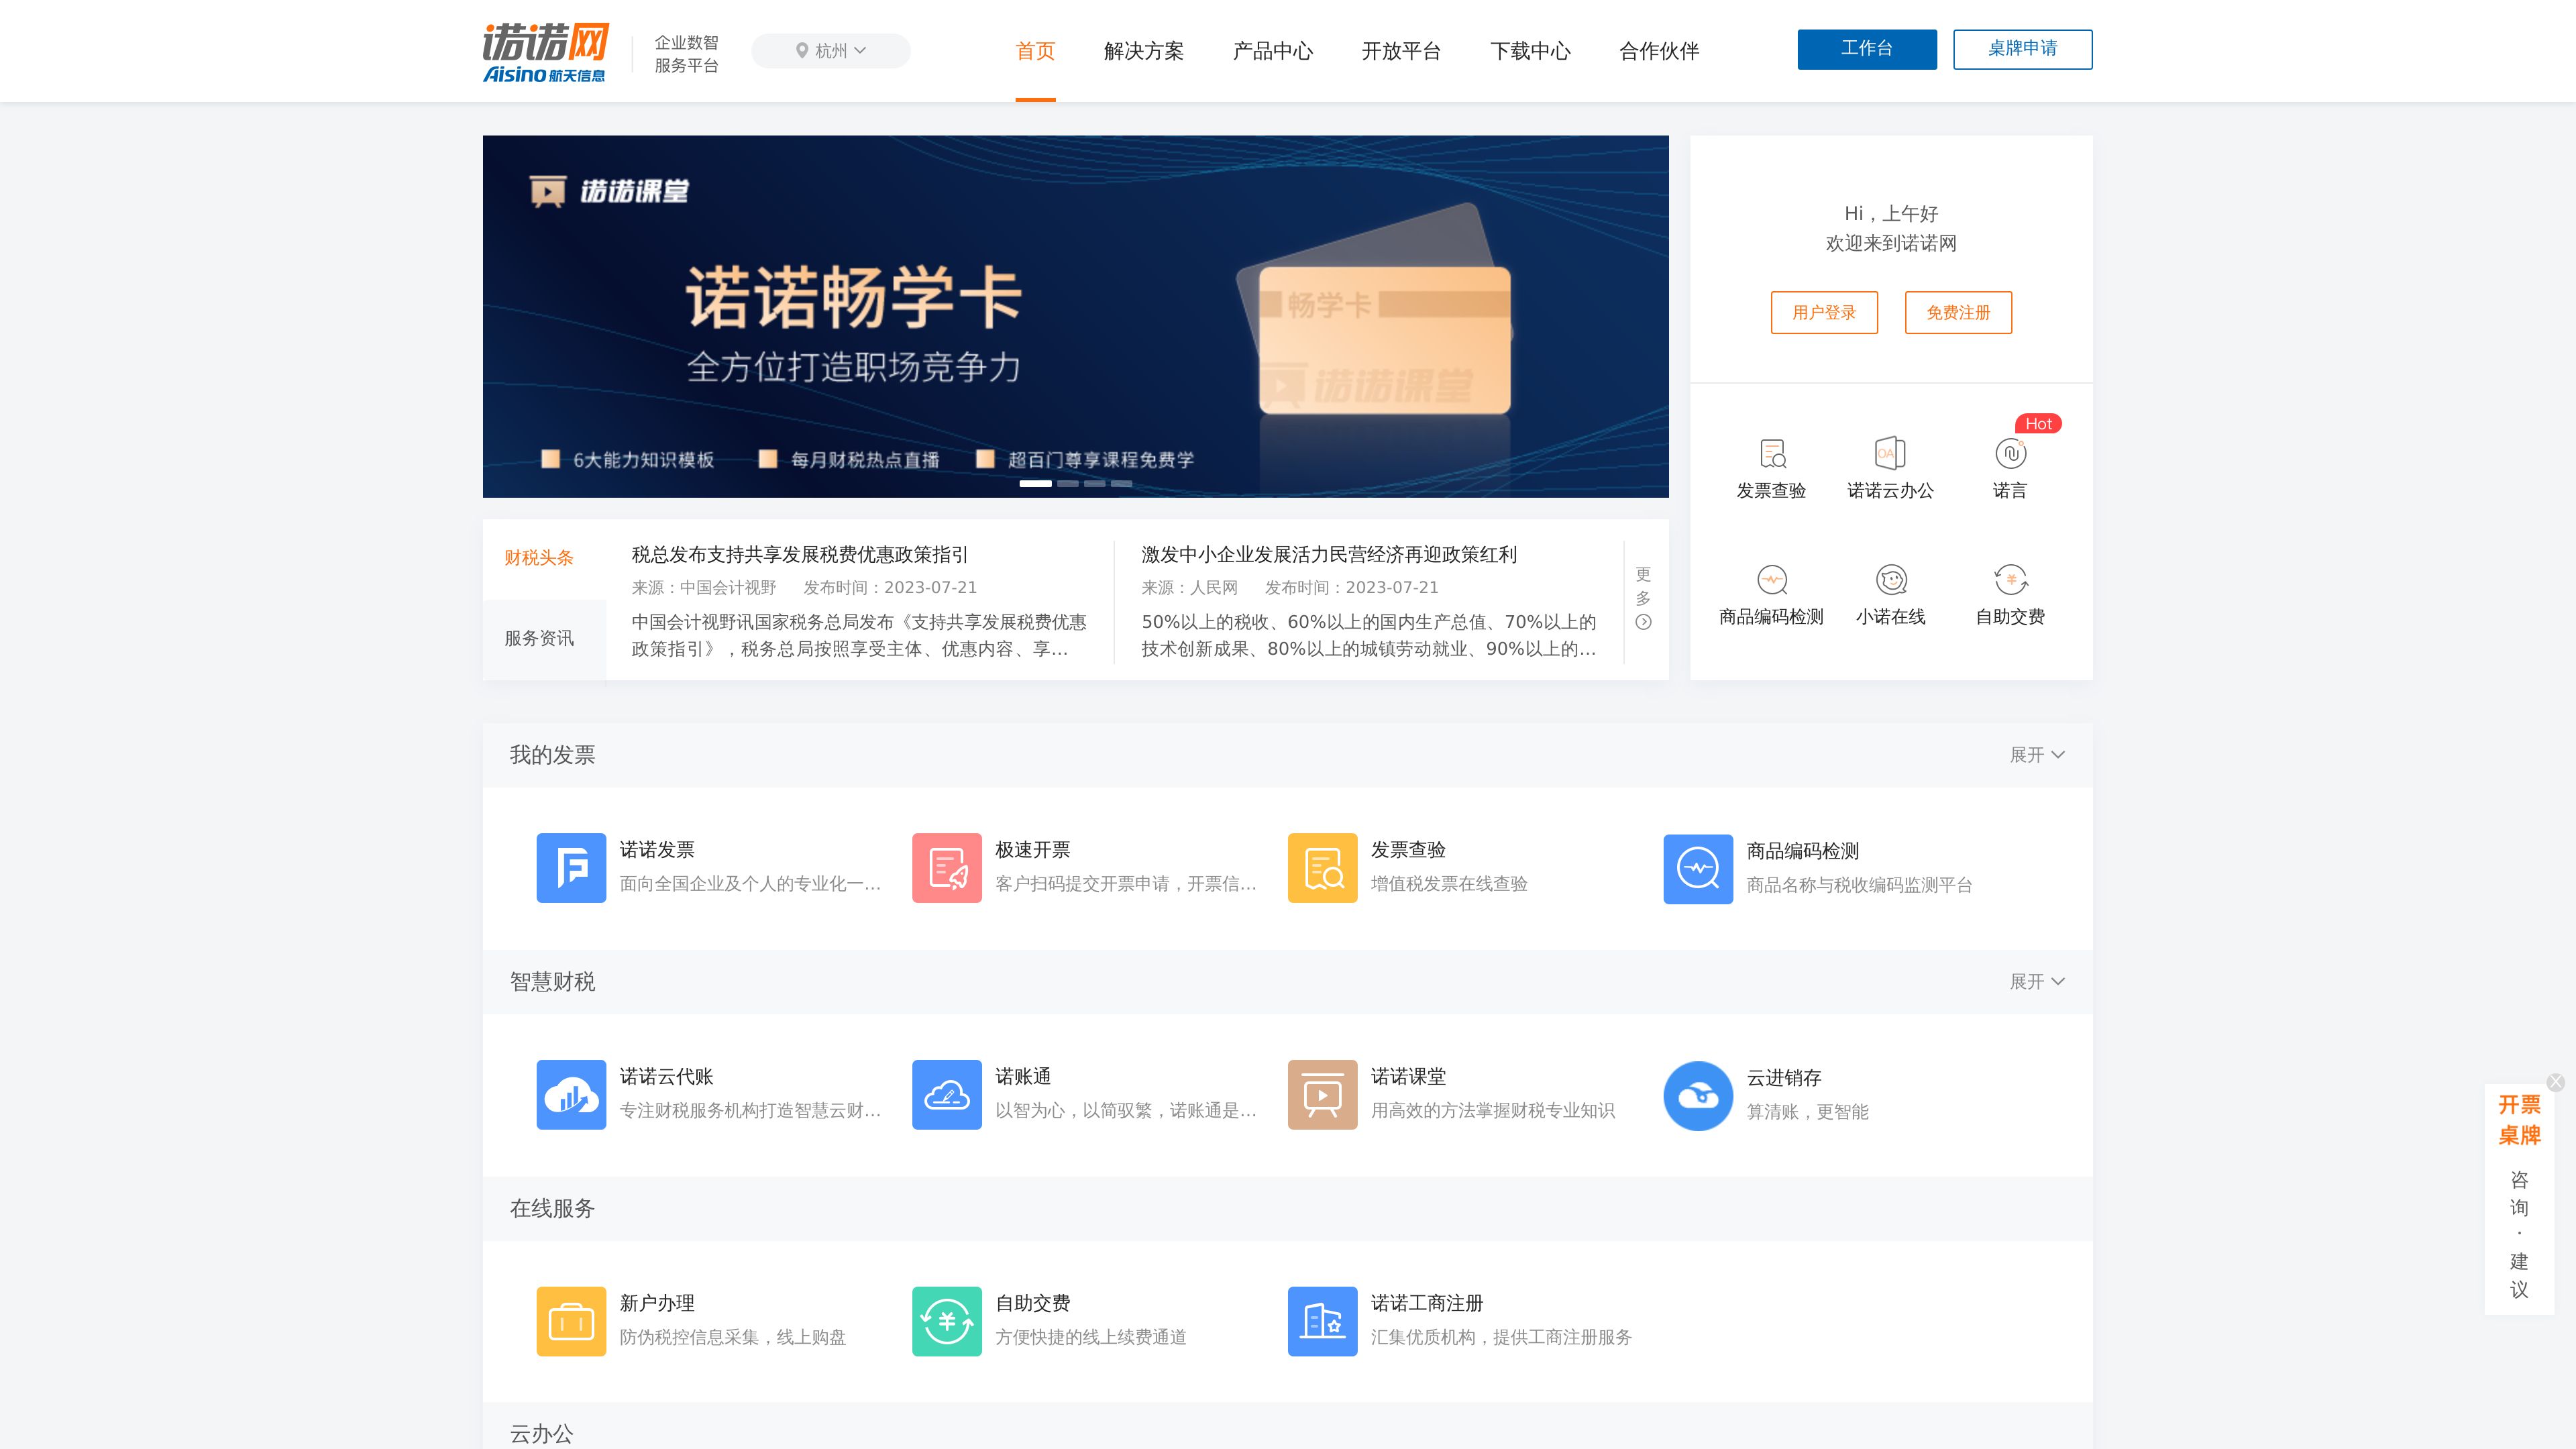 诺诺网
Aisino 航天信息
企业数智
服务平台
杭州
首页
解决方案
产品中心
开放平台
下载中心
合作伙伴
工作台
桌牌申请
诺诺课堂
诺诺畅学卡
全方位打造职场竞争力
6大能力知识模板
每月财税热点直播
超百门尊享课程免费学
畅学卡
诺诺课堂
Hi，上午好
欢迎来到诺诺网
用户登录
免费注册
Hot
OA
发票查验
诺诺云办公
诺言
商品编码检测
小诺在线
自助交费
财税头条
服务资讯
税总发布支持共享发展税费优惠政策指引
来源：中国会计视野 发布时间：2023-07-21
中国会计视野讯国家税务总局发布《支持共享发展税费优惠
政策指引》，税务总局按照享受主体、优惠内容、享…
激发中小企业发展活力民营经济再迎政策红利
来源：人民网 发布时间：2023-07-21
50%以上的税收、60%以上的国内生产总值、70%以上的
技术创新成果、80%以上的城镇劳动就业、90%以上的…
更
多
我的发票
展开
诺诺发票
面向全国企业及个人的专业化一…
极速开票
客户扫码提交开票申请，开票信…
发票查验
增值税发票在线查验
商品编码检测
商品名称与税收编码监测平台
智慧财税
展开
诺诺云代账
专注财税服务机构打造智慧云财…
诺账通
以智为心，以简驭繁，诺账通是…
诺诺课堂
用高效的方法掌握财税专业知识
云进销存
算清账，更智能
在线服务
新户办理
防伪税控信息采集，线上购盘
自助交费
方便快捷的线上续费通道
诺诺工商注册
汇集优质机构，提供工商注册服务
云办公
X
开票
桌牌
咨
询
·
建
议